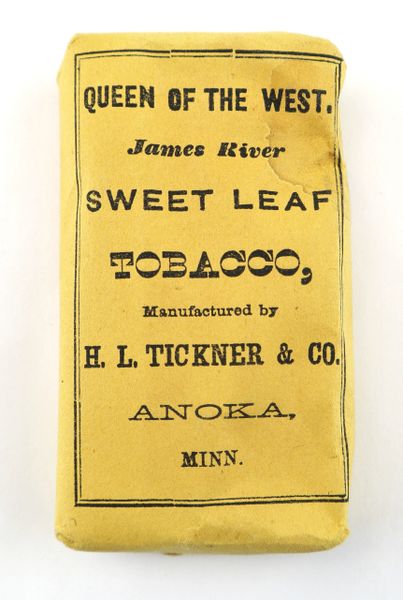 QUEEN OF THE WEST.
James River
SWEET LEAF
TOBACCO,
Manufactured by
H. L. TICKNER & CO.
ANOKA,
MINN.